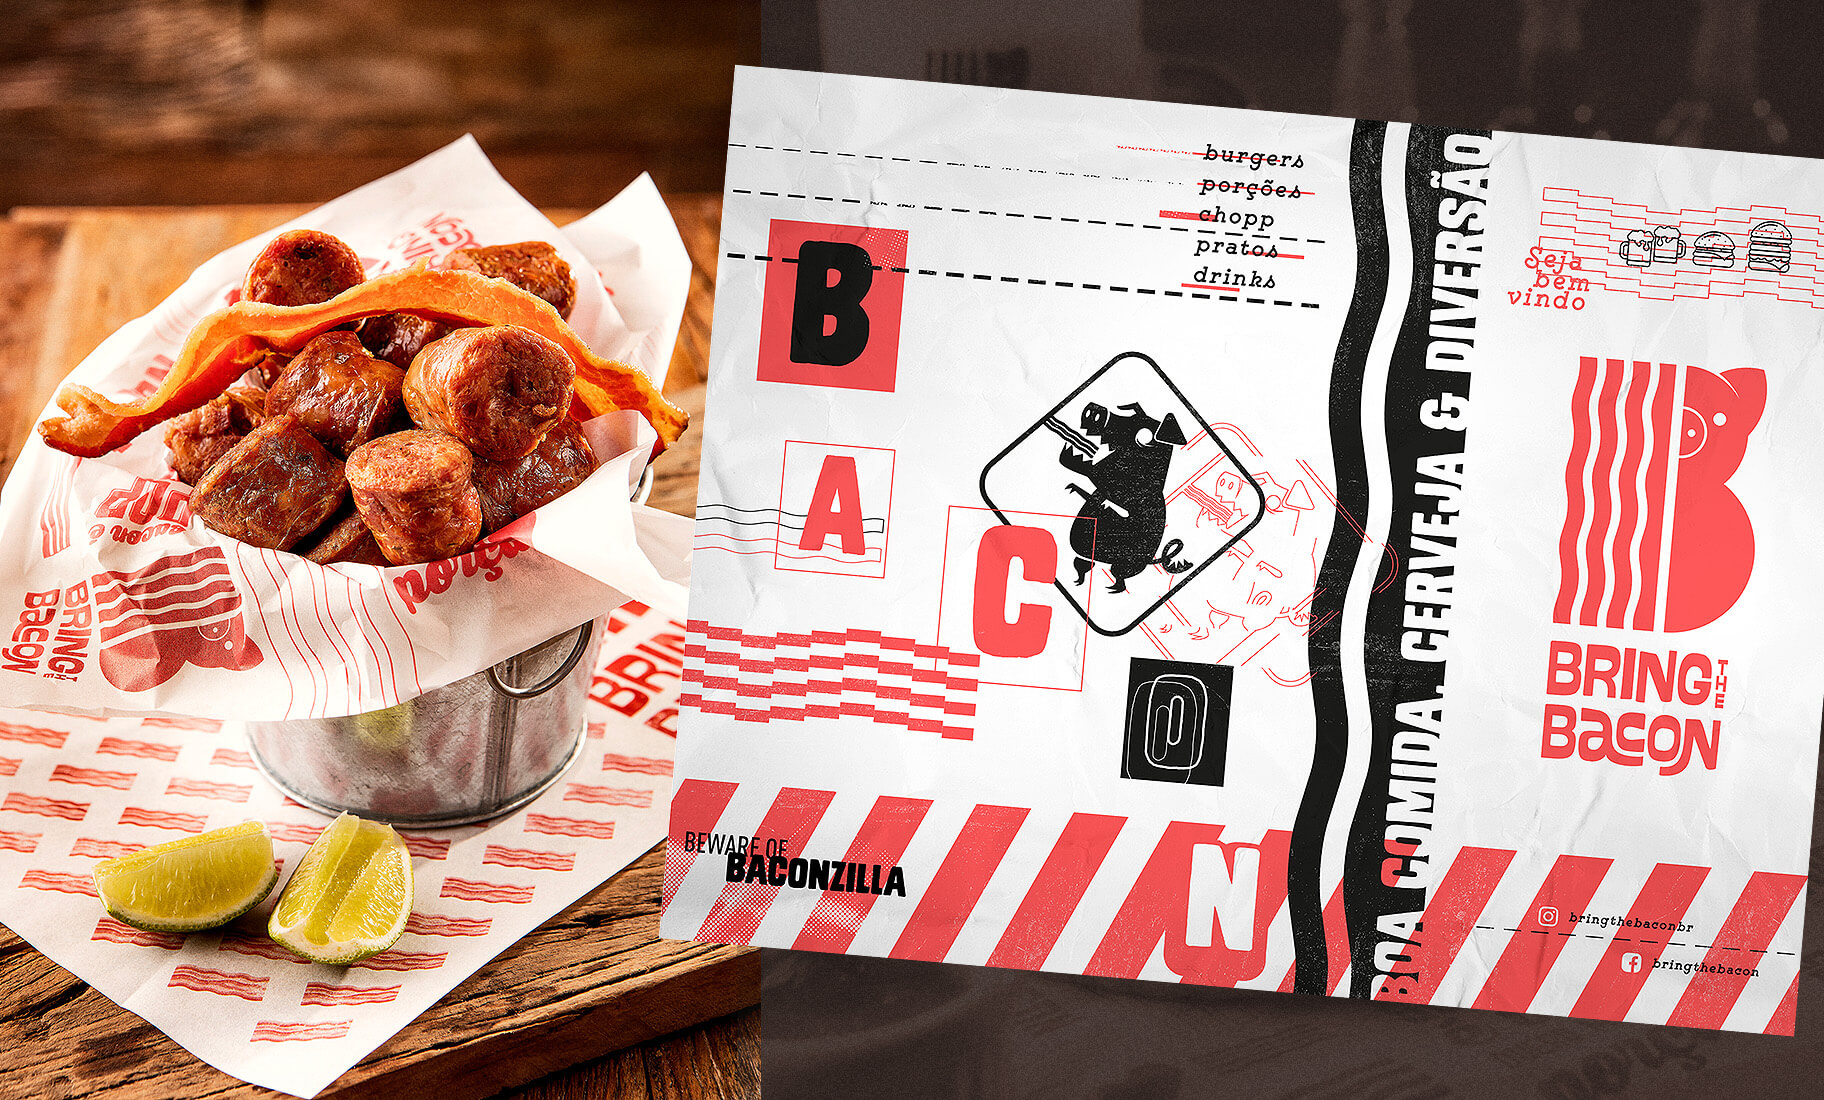 porção
BRING
THE
BACON
BRING
burgers
porções
chopp
pratos
drinks
B
A
C
O
N
BEWARE OF
BACONZILLA
BOA COMIDA, CERVEJA & DIVERSÃO
Seja
bem
vindo
BRING
THE
BACON
bringthebaconbr
bringthebacon